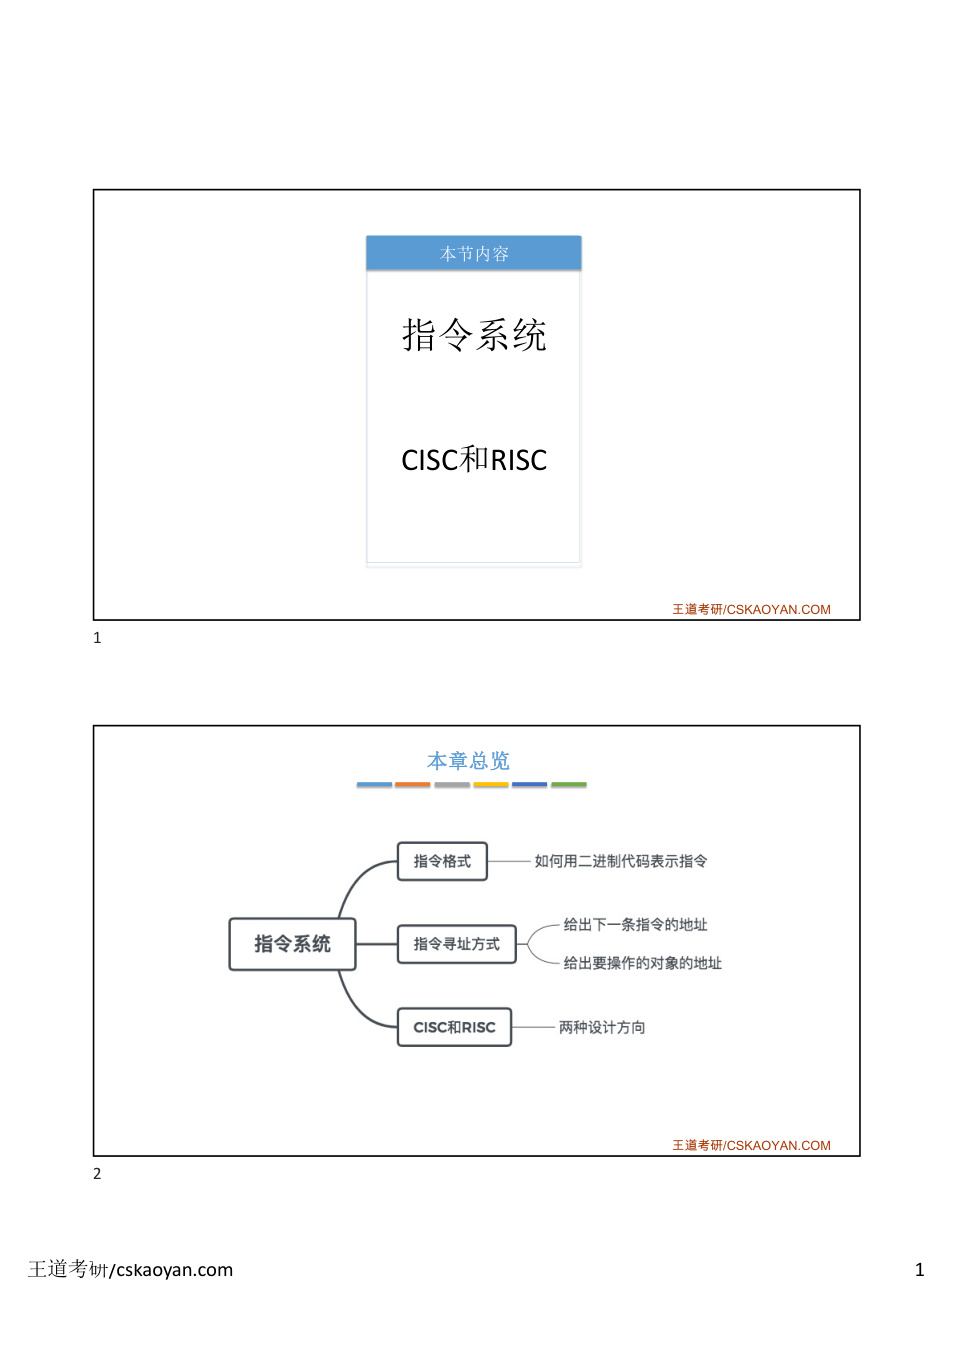 本节内容
指令系统
CISC和RISC
王道考研/CSKAOYAN.COM
1
本章总览
指令格式
如何用二进制代码表示指令
指令系统
指令寻址方式
给出下一条指令的地址
给出要操作的对象的地址
CISC和RISC
两种设计方向
王道考研/CSKAOYAN.COM
2
王道考研/cskaoyan.com
1